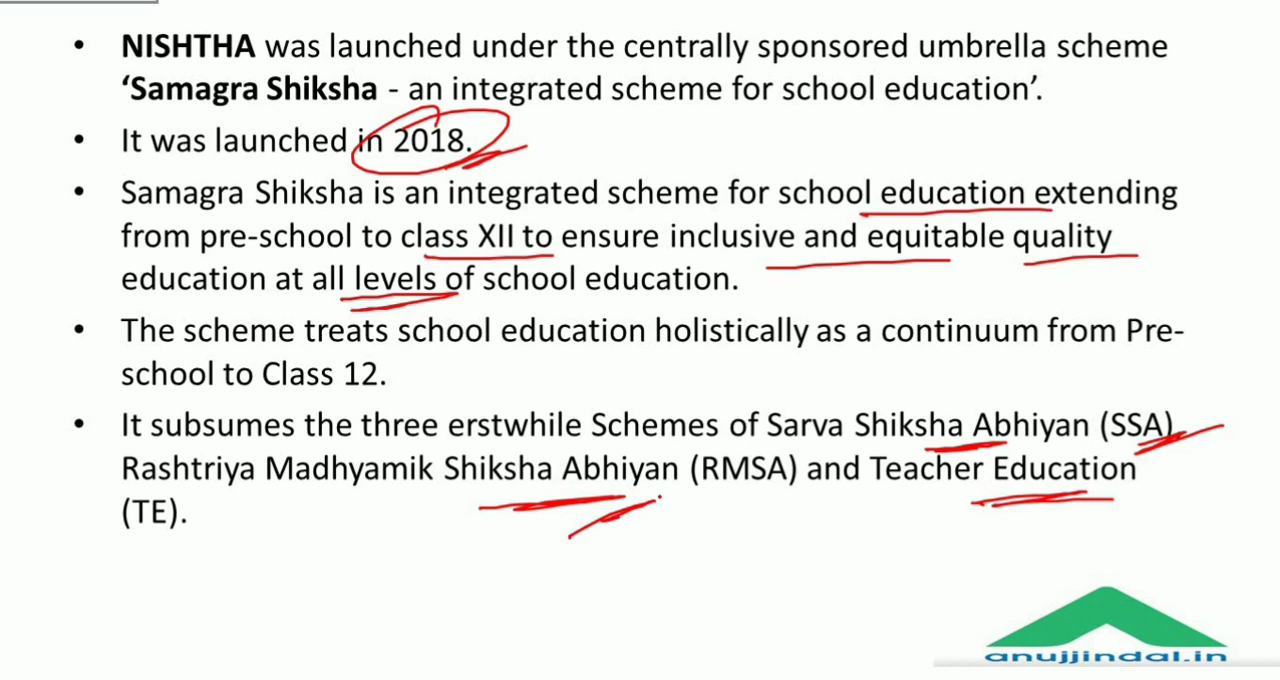 • NISHTHA was launched under the centrally sponsored umbrella scheme
‘Samagra Shiksha - an integrated scheme for school education’.
• It was launched in 2018.
• Samagra Shiksha is an integrated scheme for school education extending
from pre-school to class XII to ensure inclusive and equitable quality
education at all levels of school education.
• The scheme treats school education holistically as a continuum from Pre-
school to Class 12.
• It subsumes the three erstwhile Schemes of Sarva Shiksha Abhiyan (SSA),
Rashtriya Madhyamik Shiksha Abhiyan (RMSA) and Teacher Education
(TE).
anujjindal.in